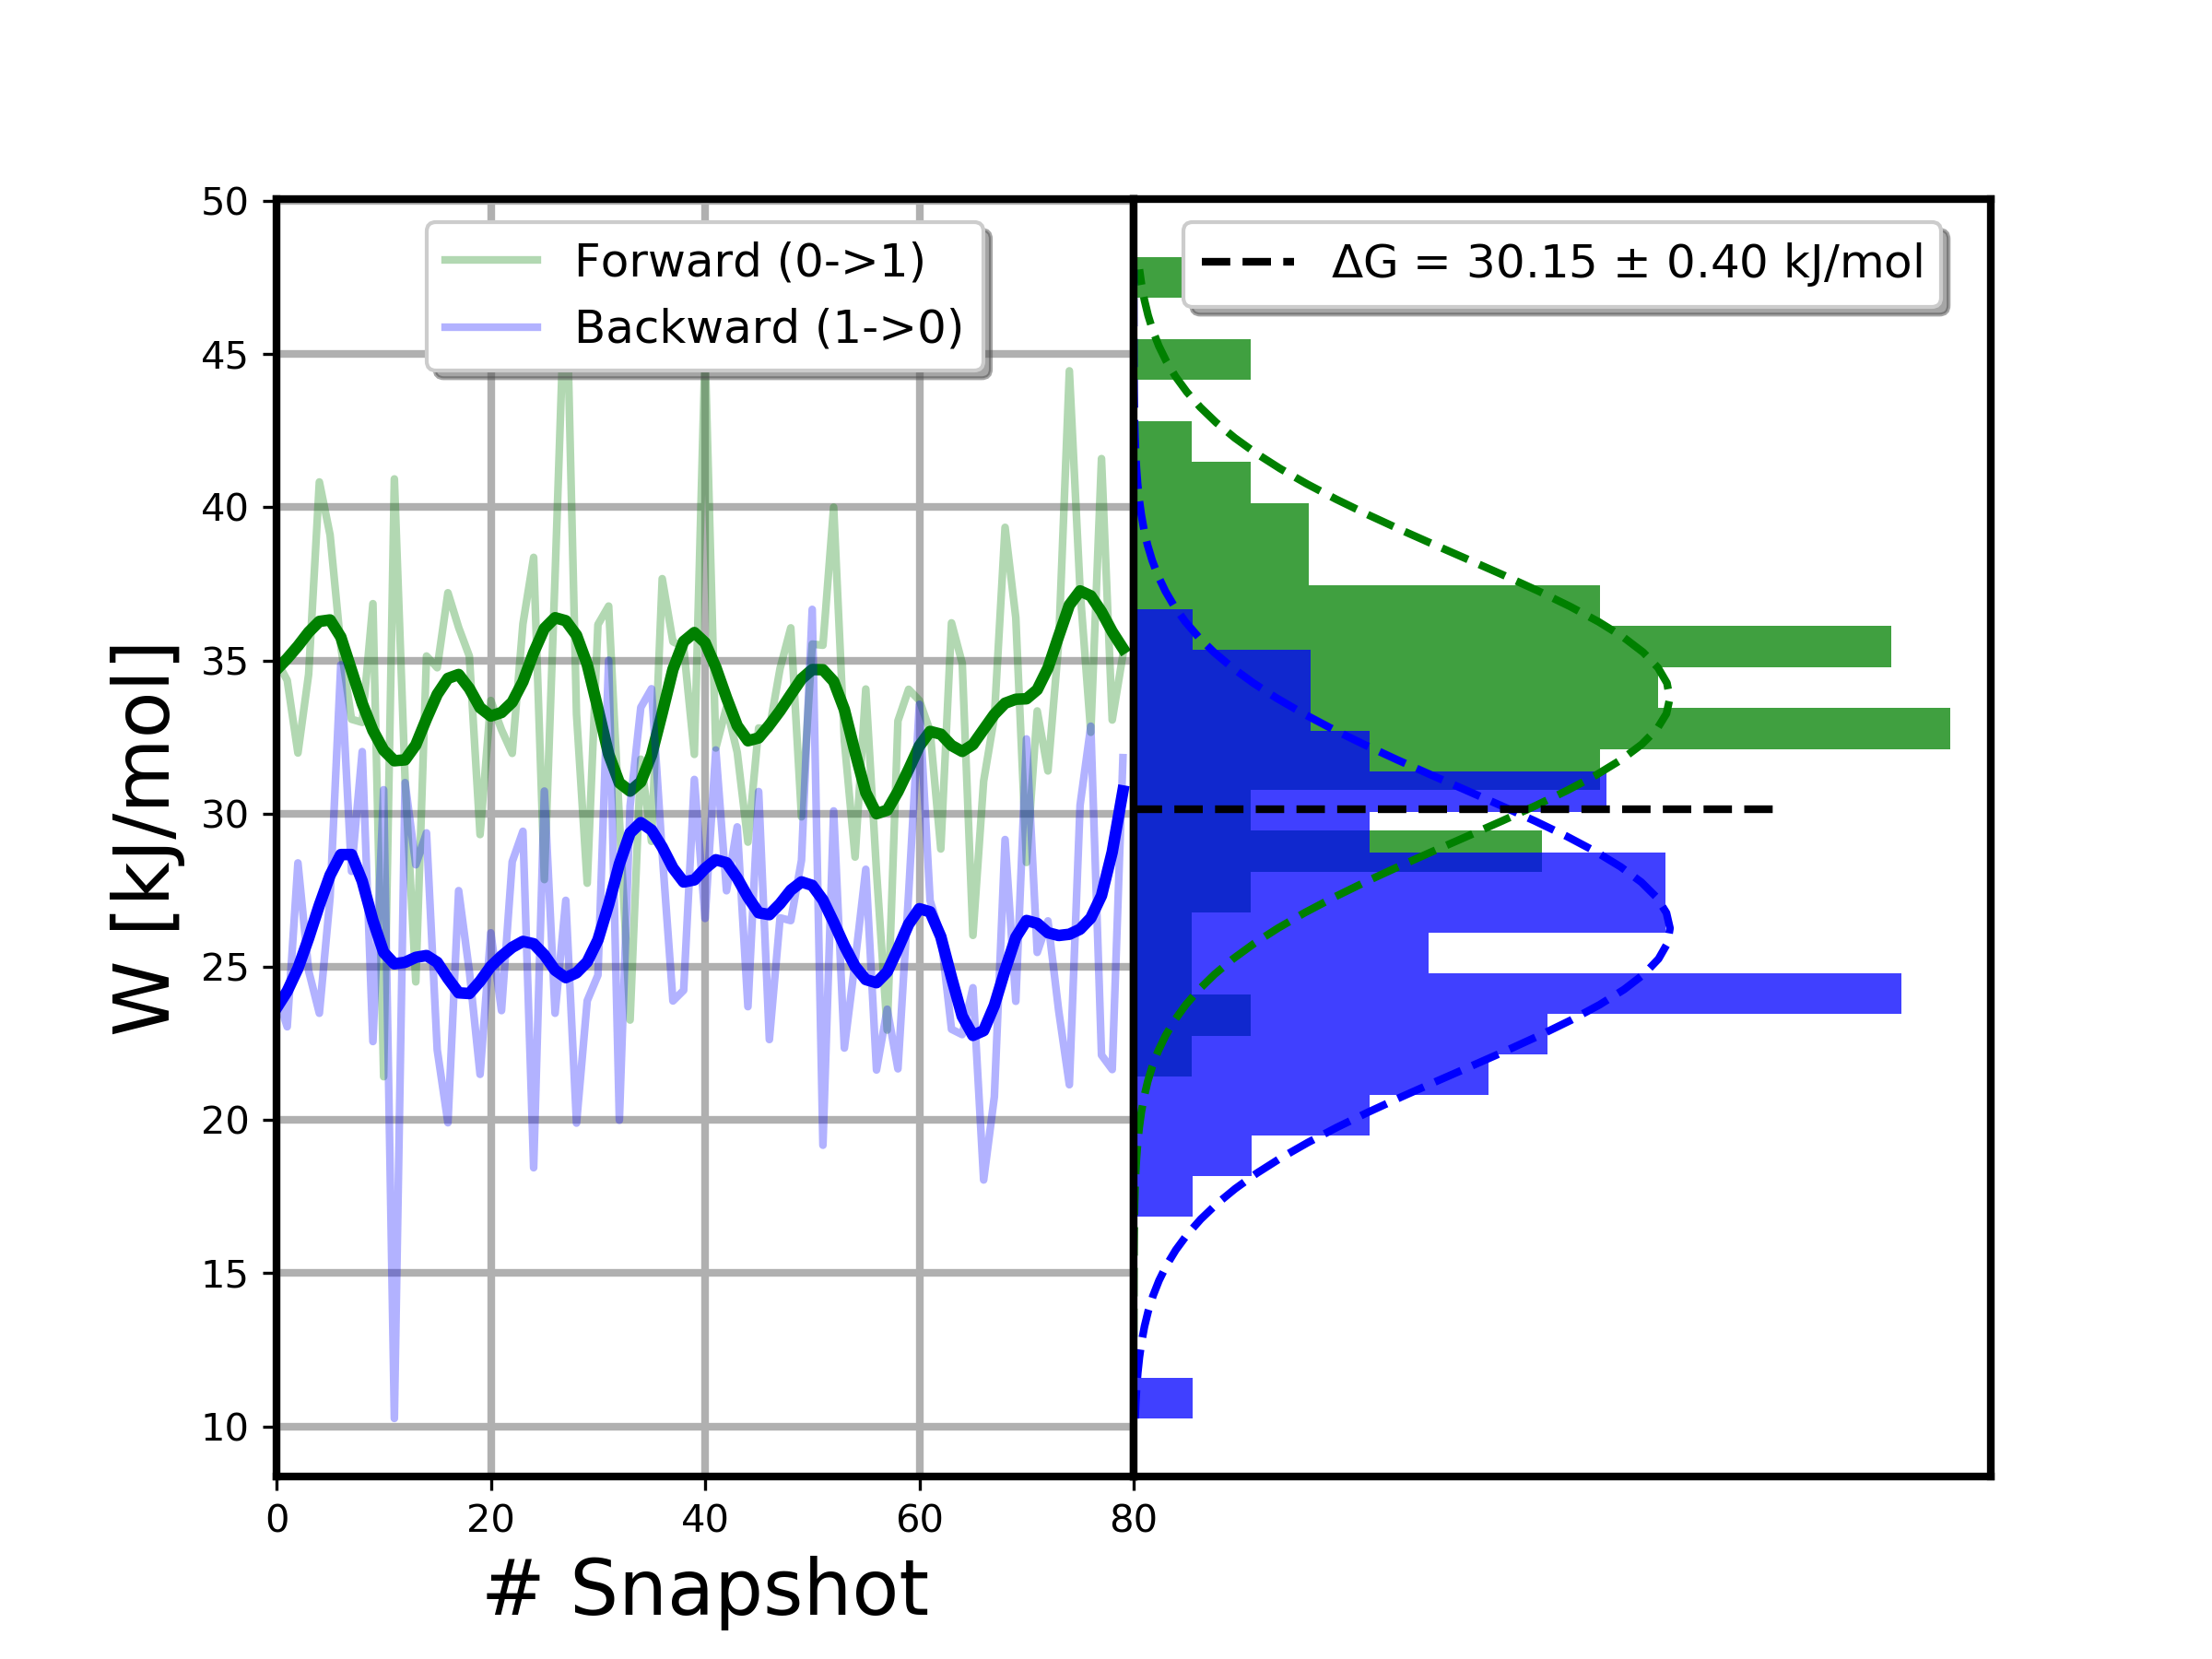 50
45
40
35
30
25
20
15
10
W [kJ/mol]
0 20 40 60 80
# Snapshot
Forward (0->1)
Backward (1->0)
ΔG = 30.15 ± 0.40 kJ/mol